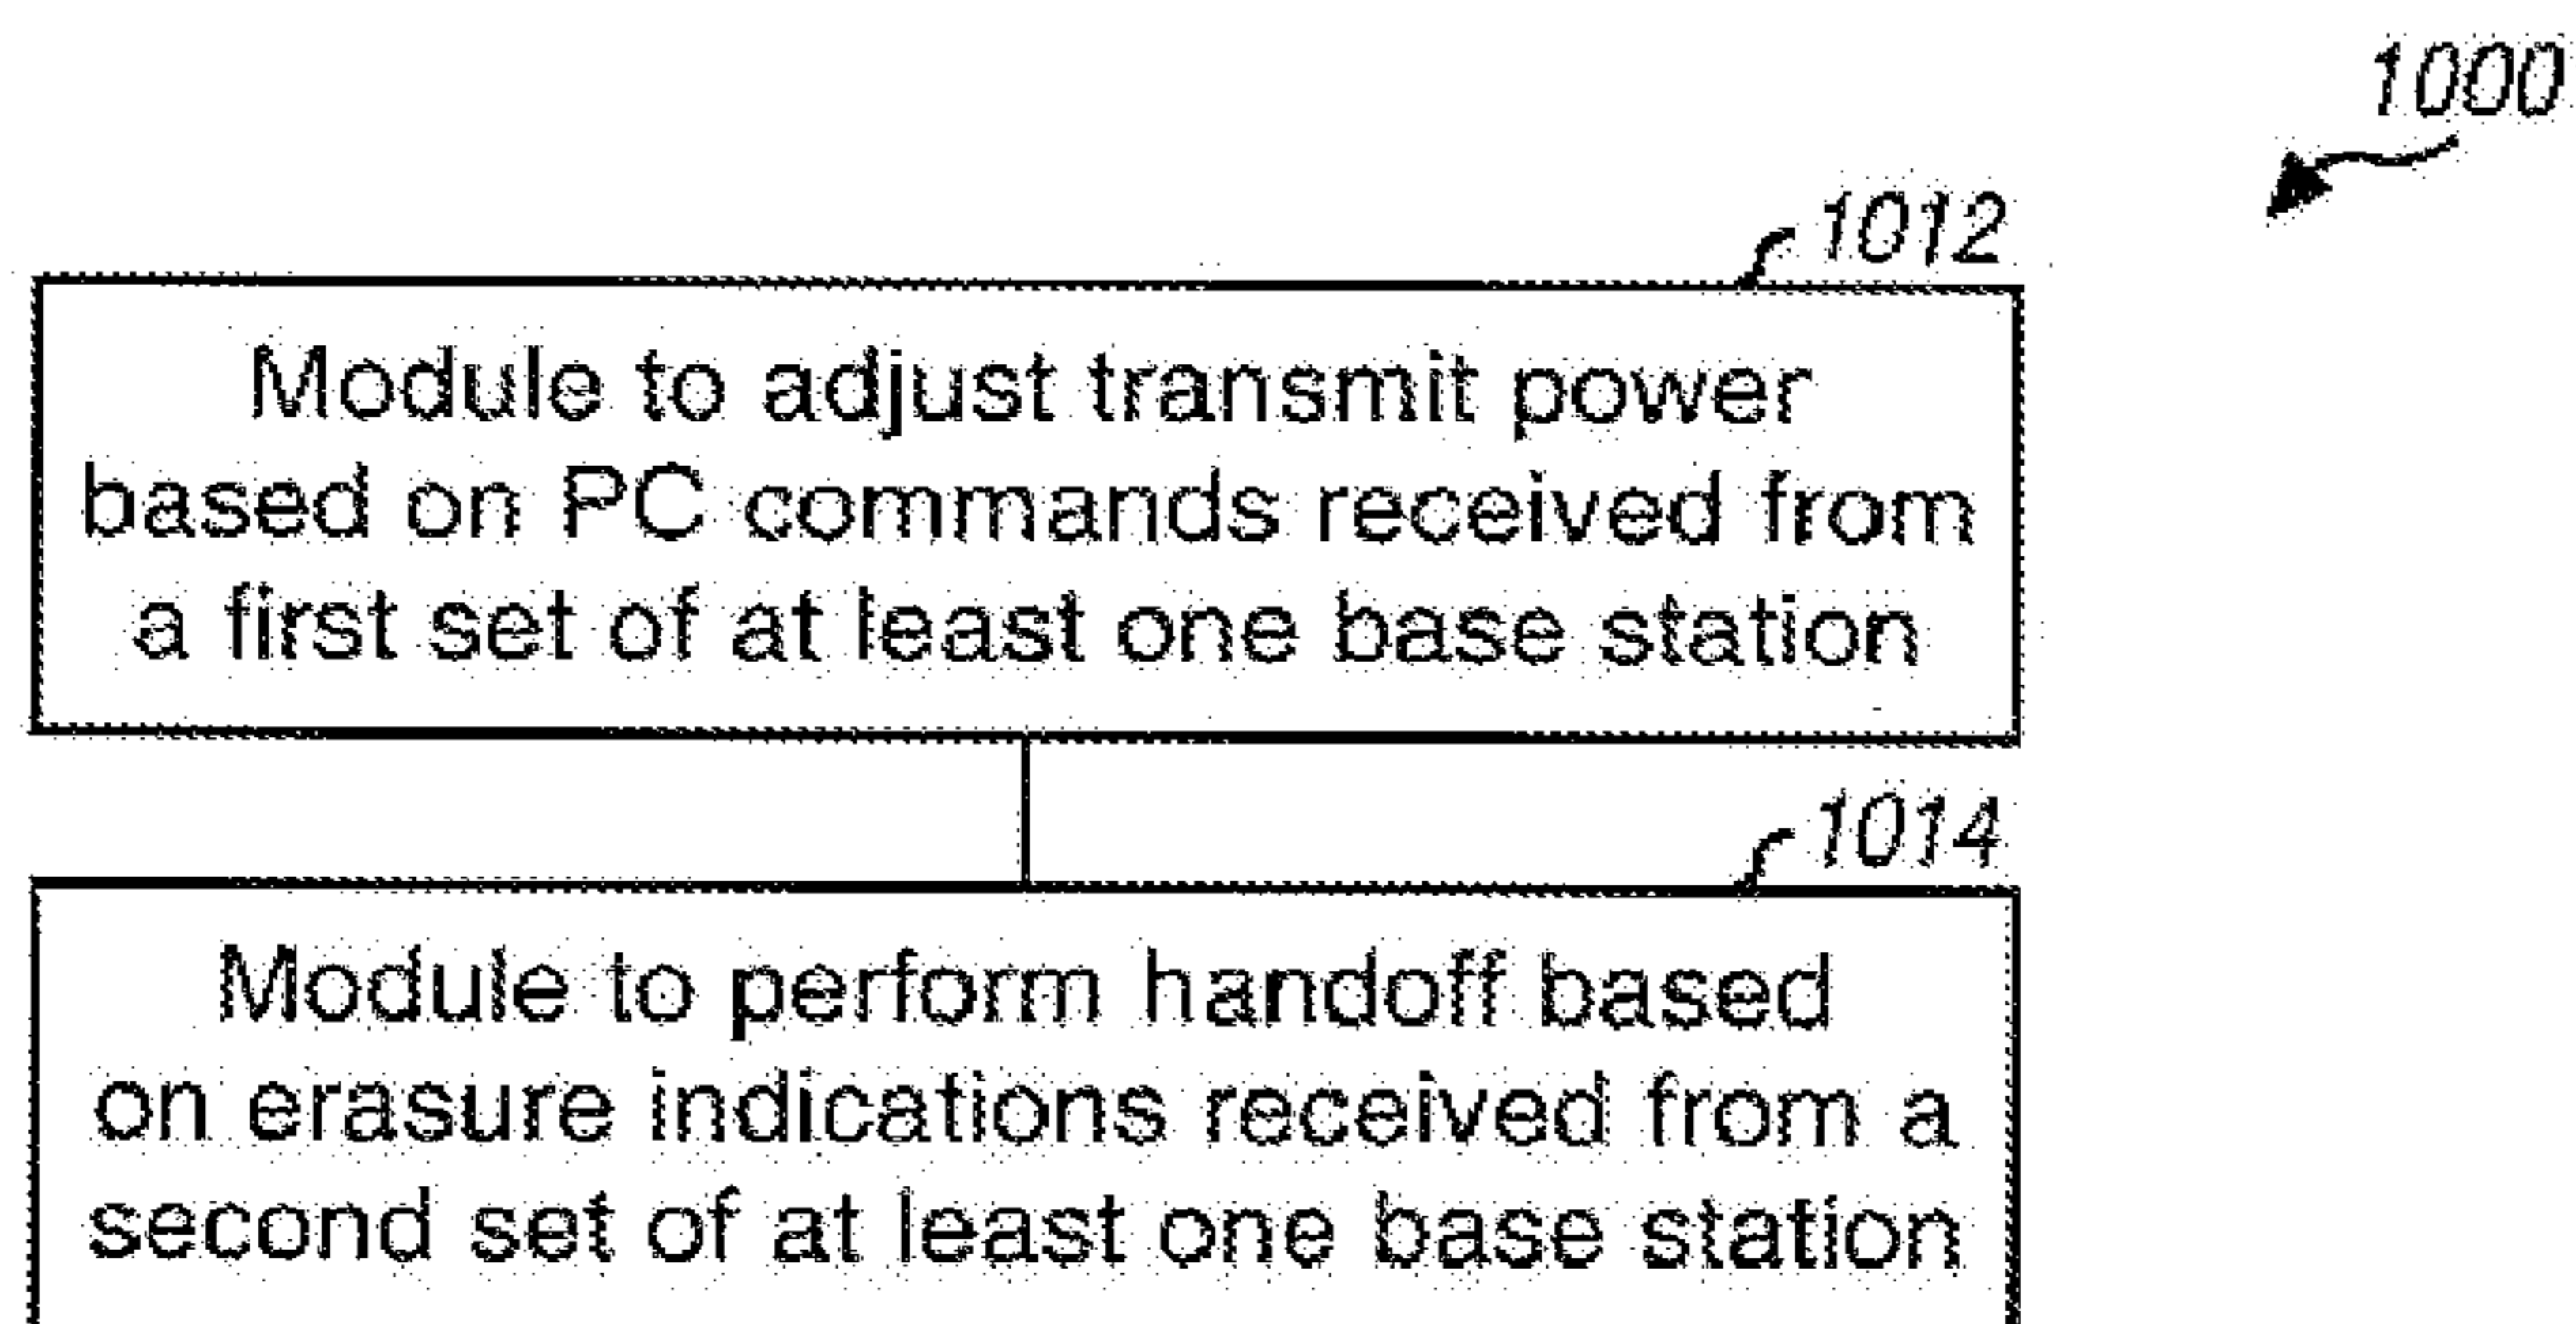 1000
1012
Module to adjust transmit power
based on PC commands received from
a first set of at least one base station
1014
Module to perform handoff based
on erasure indications received from a
second set of at least one base station